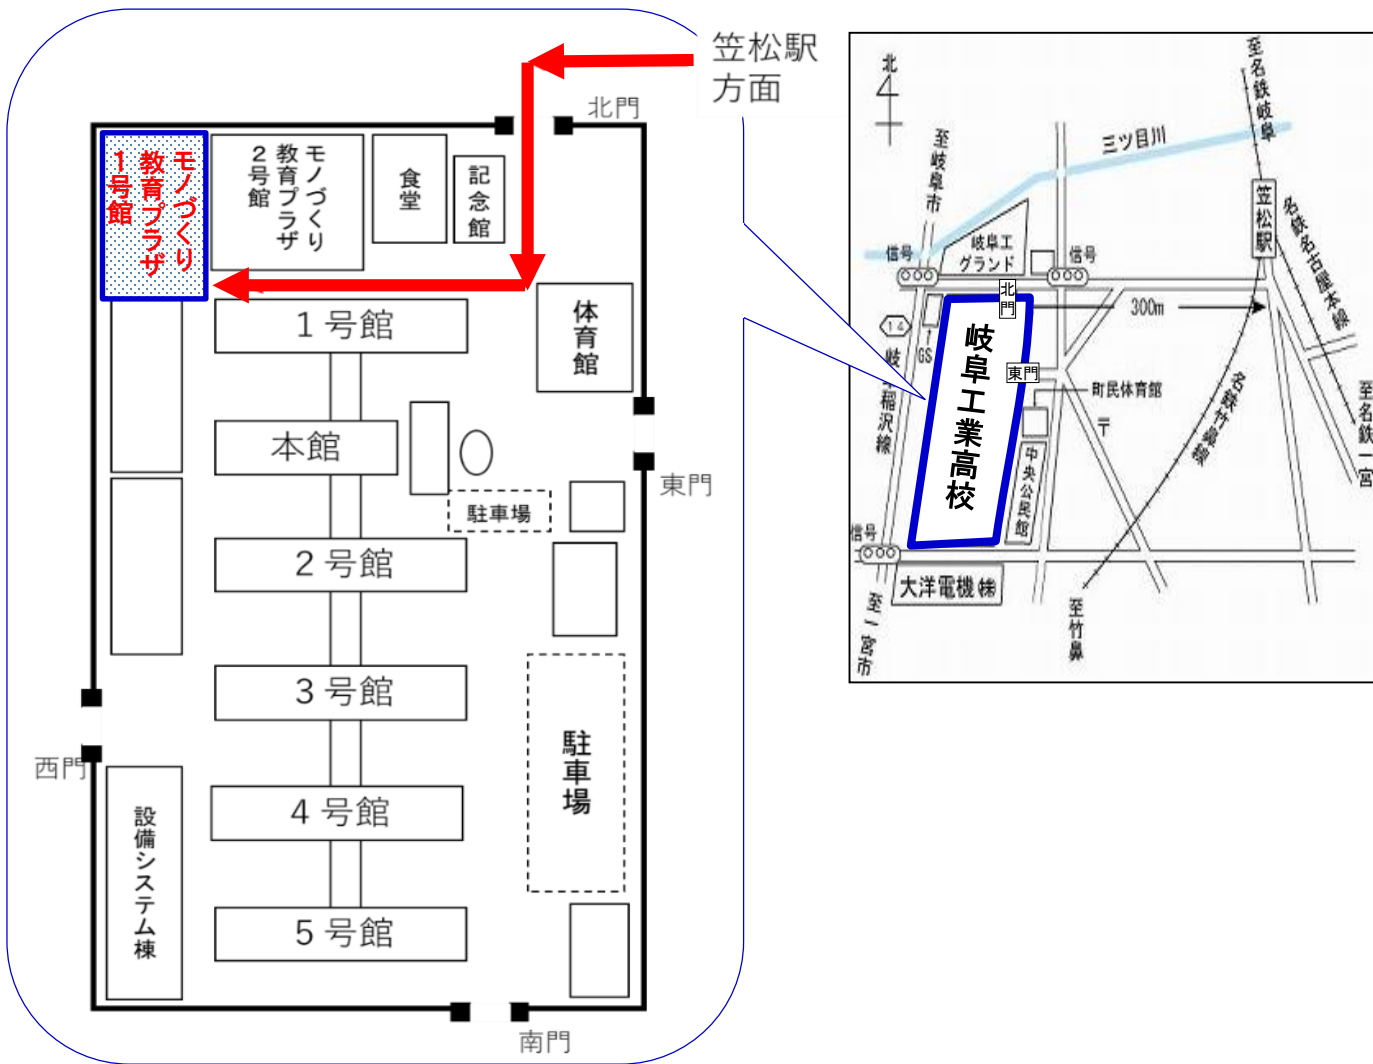 笠松駅
方面
北門
モノづくり
教育プラザ
1号館
モノづくり
教育プラザ
2号館
食堂
記念館
1号館
体育館
本館
東門
駐車場
2号館
3号館
駐車場
西門
4号館
設備システム棟
5号館
南門
北
至名鉄岐阜
三ツ目川
至岐阜市
笠松駅
名鉄名古屋本線
岐阜工
グランド
信号
信号
北門
300m
14
GS
岐阜工業高校
東門
町民体育館
〒
名鉄竹鼻線
至名鉄一宮
稲沢線
中央公民館
信号
大洋電機㈱
至一宮市
至竹鼻